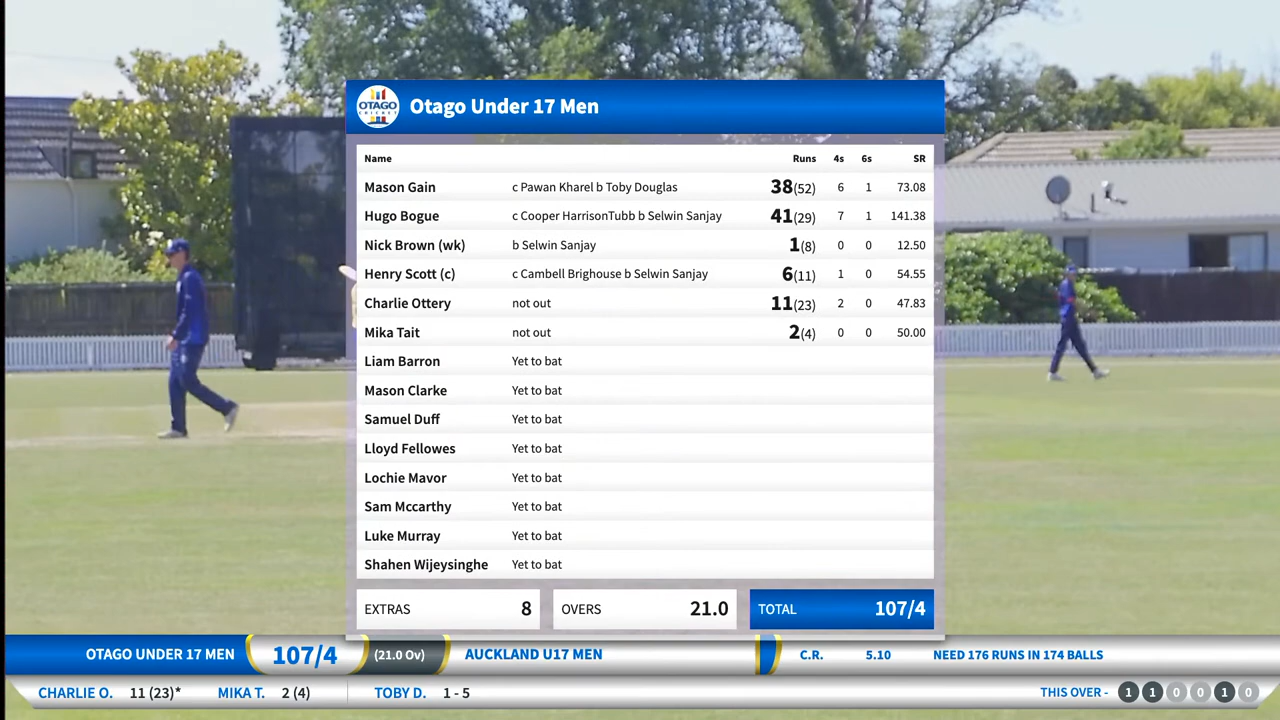 OTAGO
CRICKET
Otago Under 17 Men
Name Runs 4s 6s SR
Mason Gain c Pawan Kharel b Toby Douglas 38(52) 6 1 73.08
Hugo Bogue c Cooper HarrisonTubb b Selwin Sanjay 41(29) 7 1 141.38
Nick Brown (wk) b Selwin Sanjay 1(8) 0 0 12.50
Henry Scott (c) c Cambell Brighouse b Selwin Sanjay 6(11) 1 0 54.55
Charlie Ottery not out 11(23) 2 0 47.83
Mika Tait not out 2(4) 0 0 50.00
Liam Barron Yet to bat
Mason Clarke Yet to bat
Samuel Duff Yet to bat
Lloyd Fellowes Yet to bat
Lochie Mavor Yet to bat
Sam Mccarthy Yet to bat
Luke Murray Yet to bat
Shahen Wijeysinghe Yet to bat
EXTRAS 8 OVERS 21.0 TOTAL 107/4
OTAGO UNDER 17 MEN 107/4 (21.0 Ov) AUCKLAND U17 MEN C.R. 5.10 NEED 176 RUNS IN 174 BALLS
CHARLIE O. 11 (23)* MIKA T. 2 (4) TOBY D. 1 - 5 THIS OVER - 1 1 0 0 1 0